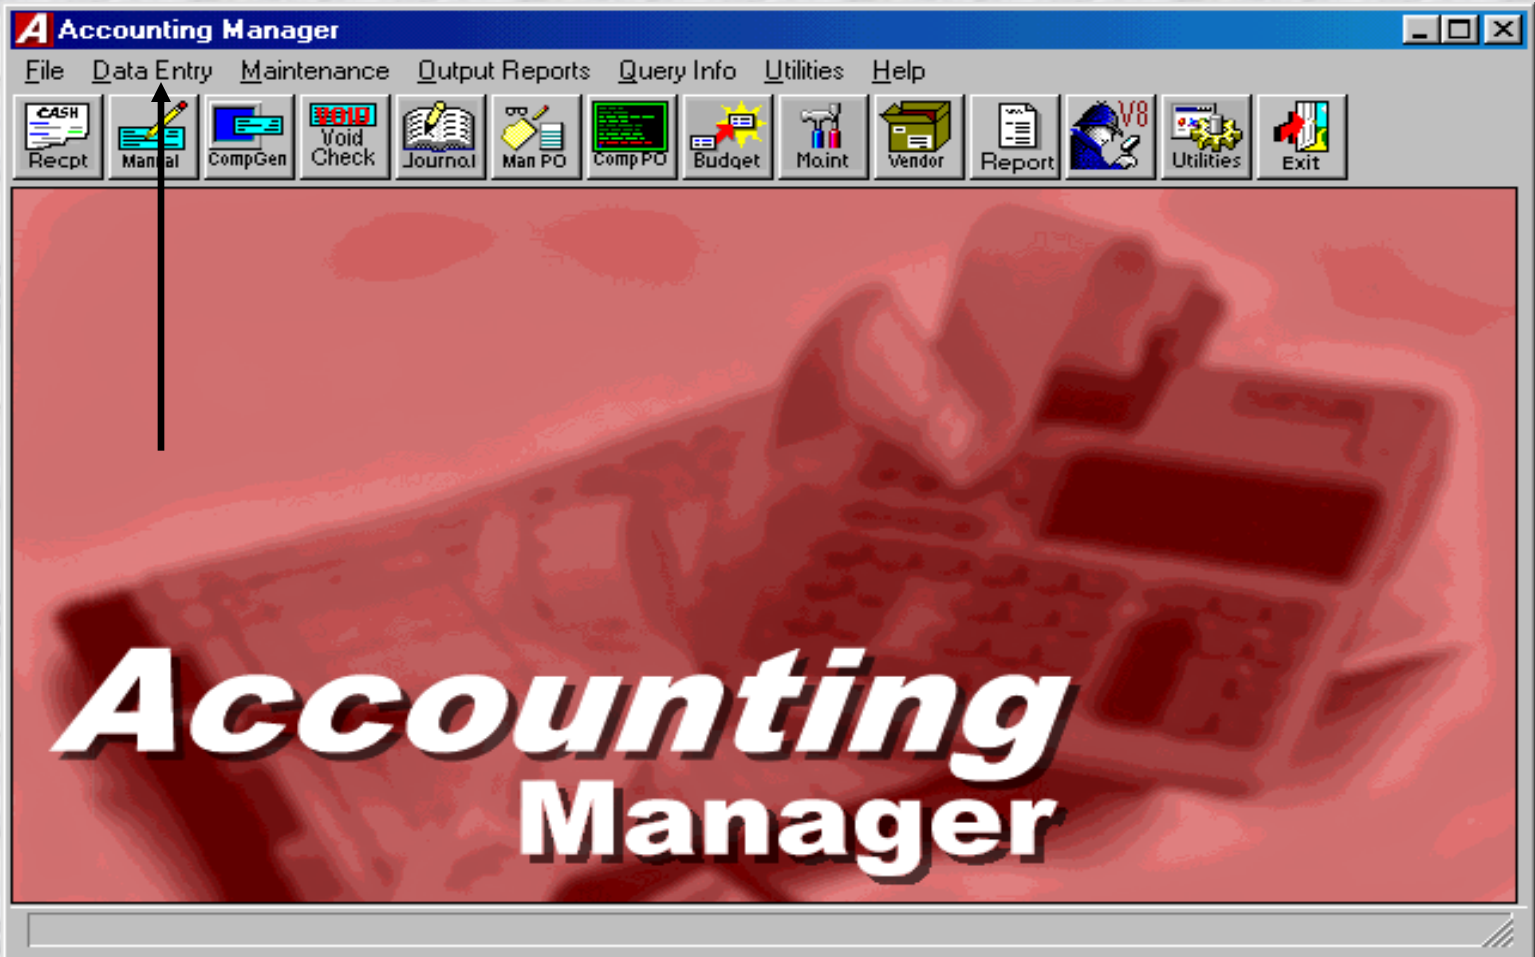 A Accounting Manager
File Data Entry Maintenance Output Reports Query Info Utilities Help
CASH VOID V8
Recpt Manual CompGen Void Check Journal Man PO Comp PO Budget Maint Vendor Report Utilities Exit
Accounting
Manager